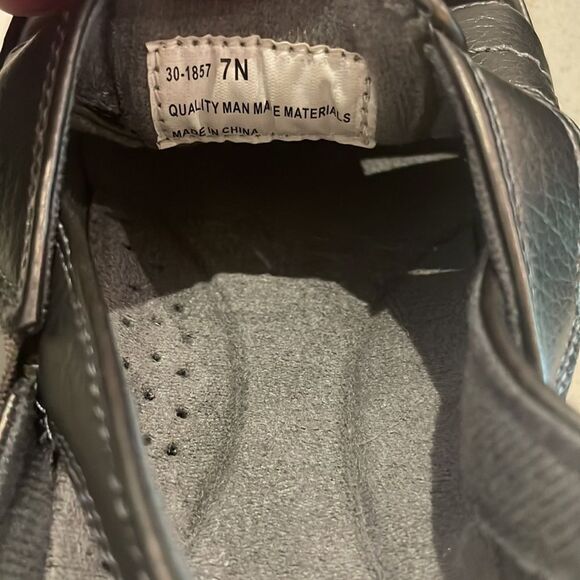 30-1857 7N
QUALITY MAN MADE MATERIALS
MADE IN CHINA